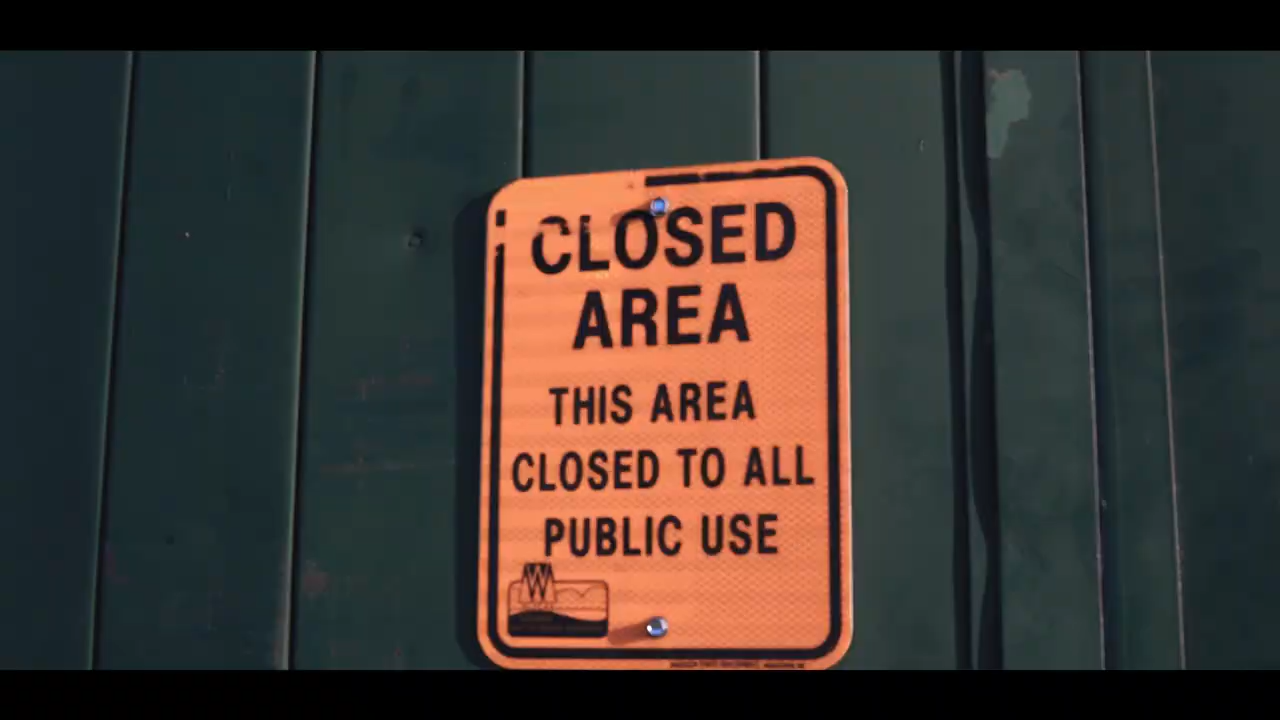 CLOSED
AREA
THIS AREA
CLOSED TO ALL
PUBLIC USE
W